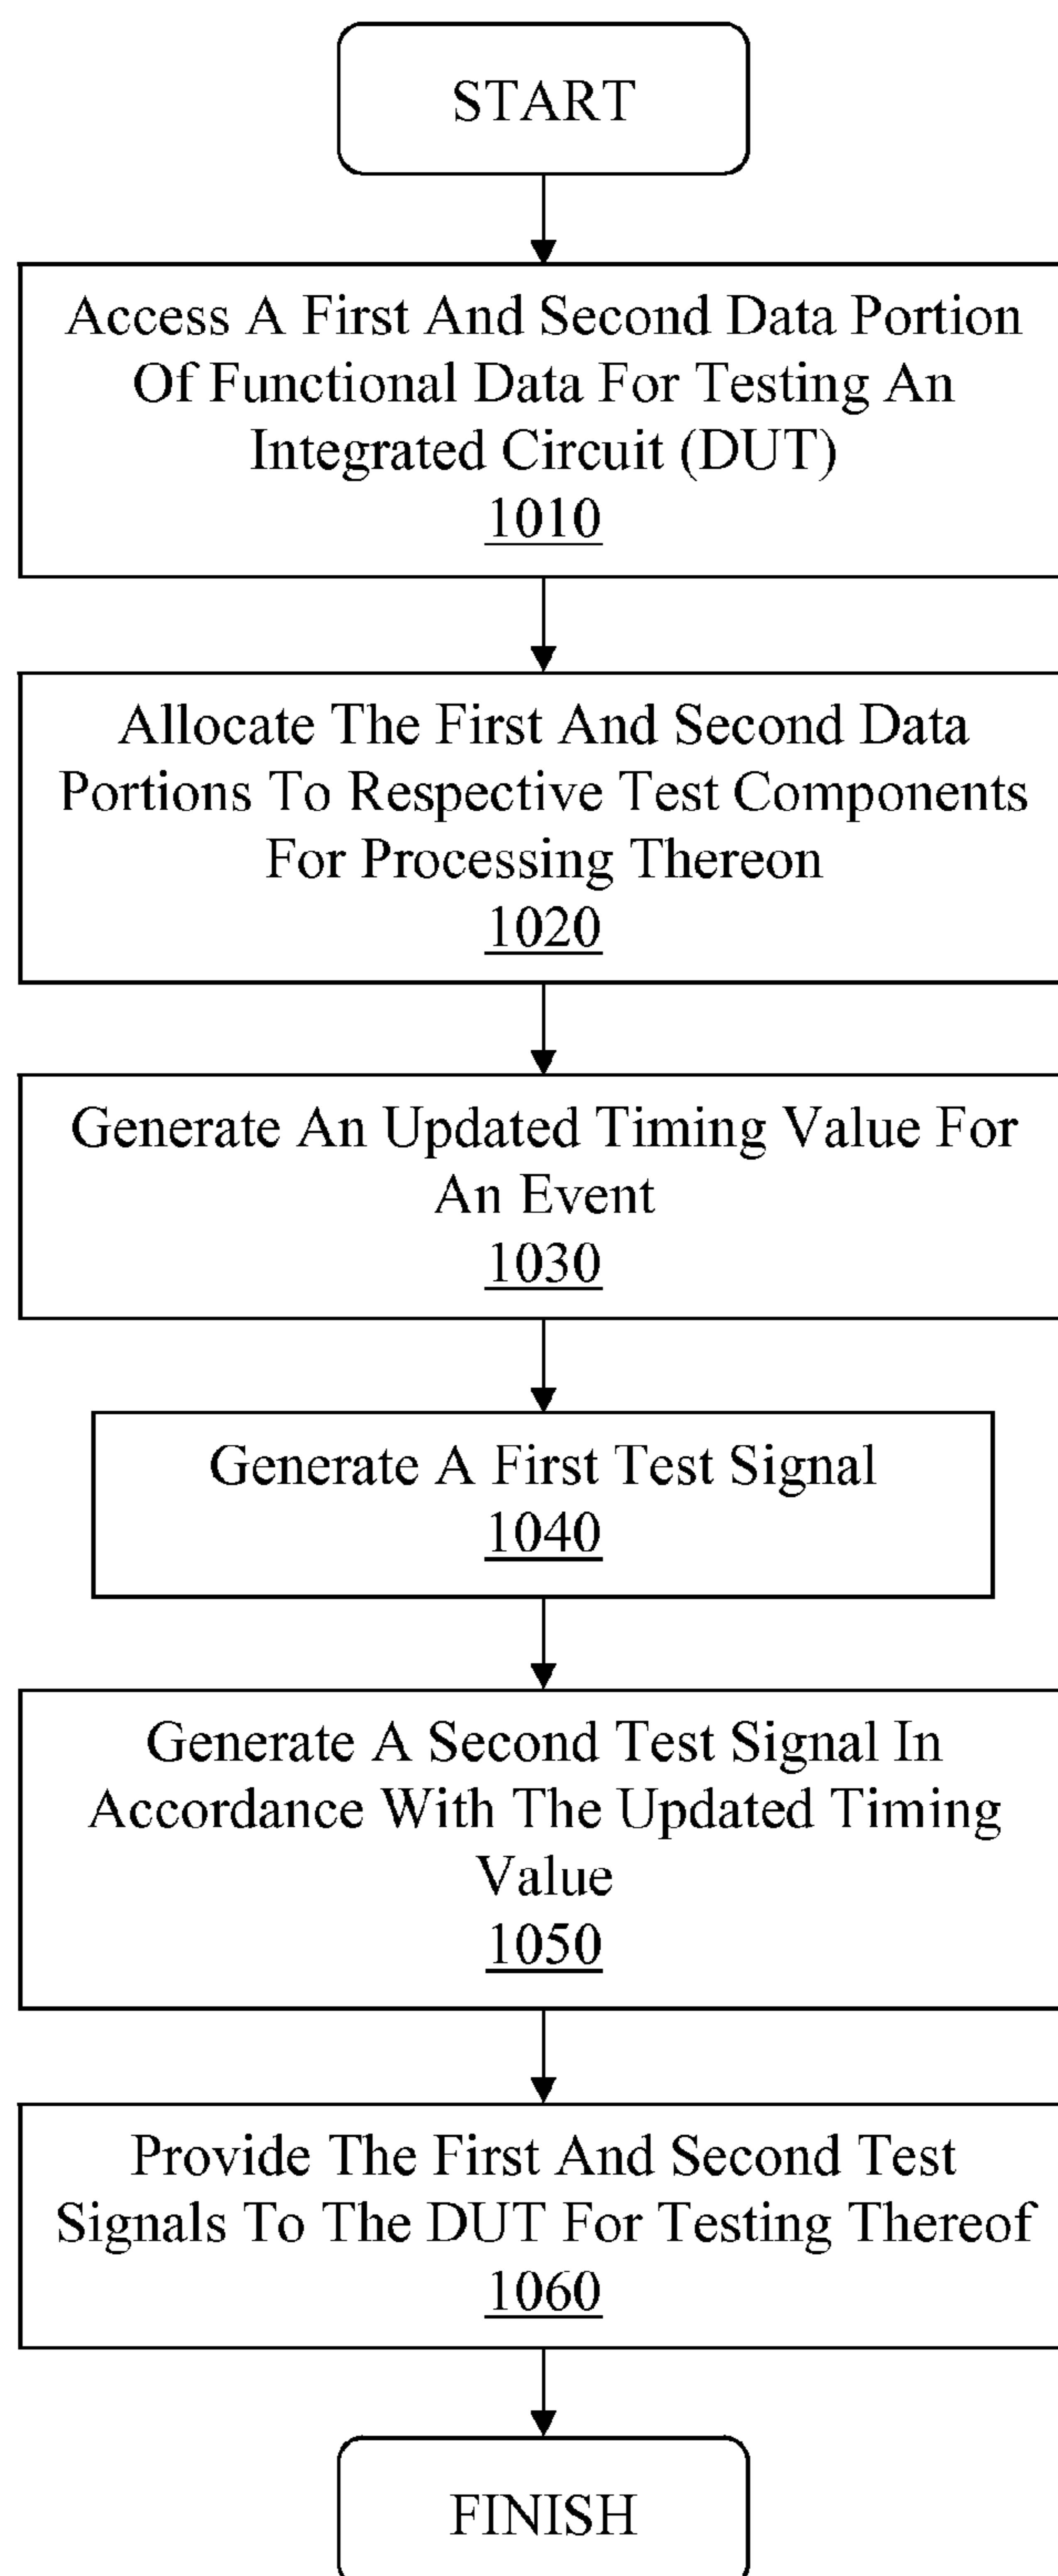 START
Access A First And Second Data Portion
Of Functional Data For Testing An
Integrated Circuit (DUT)
1010
Allocate The First And Second Data
Portions To Respective Test Components
For Processing Thereon
1020
Generate An Updated Timing Value For
An Event
1030
Generate A First Test Signal
1040
Generate A Second Test Signal In
Accordance With The Updated Timing
Value
1050
Provide The First And Second Test
Signals To The DUT For Testing Thereof
1060
FINISH